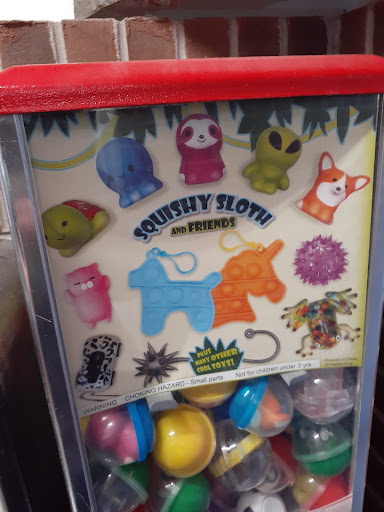 SQUISHY SLOTH
AND FRIENDS
PLUS!
MANY OTHER
COOL TOYS!
WARNING CHOKING HAZARD - Small parts. Not for children under 3 yrs.